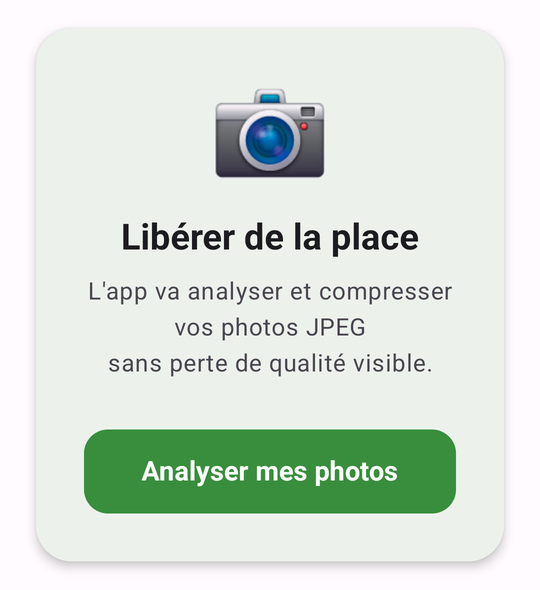 Libérer de la place
L'app va analyser et compresser
vos photos JPEG
sans perte de qualité visible.
Analyser mes photos